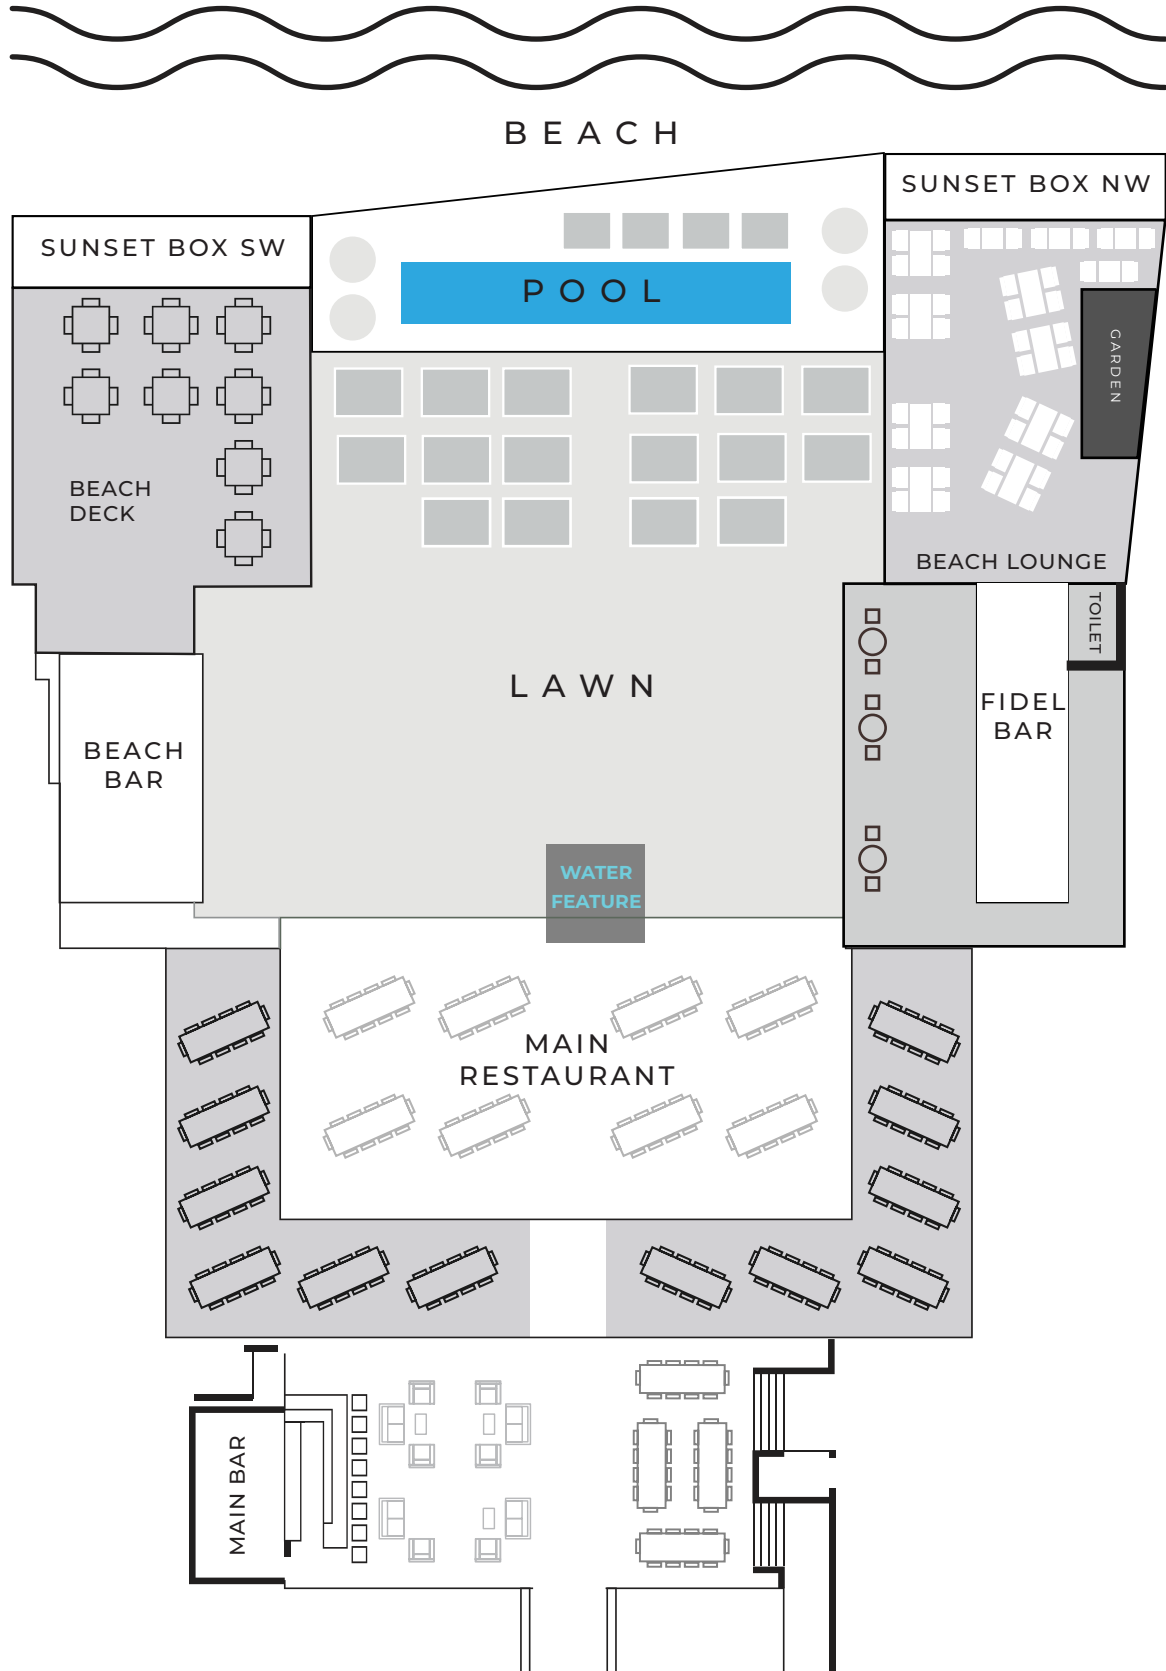 BEACH
SUNSET BOX NW
SUNSET BOX SW
POOL
GARDEN
BEACH
DECK
BEACH LOUNGE
TOILET
LAWN
FIDEL
BAR
BEACH
BAR
WATER
FEATURE
MAIN
RESTAURANT
MAIN BAR